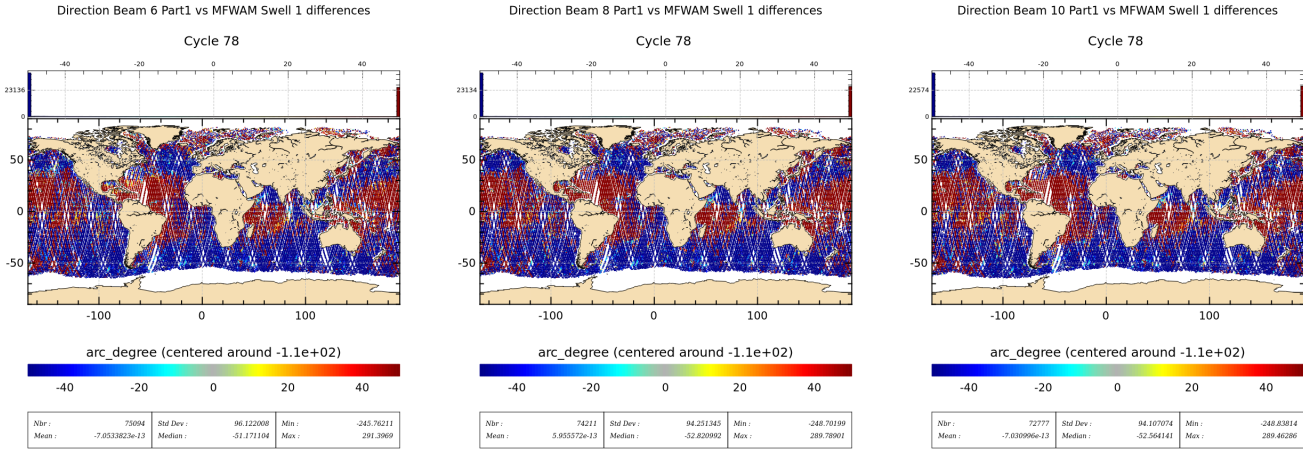 Direction Beam 6 Part1 vs MFWAM Swell 1 differences
Cycle 78
-40 -20 0 20 40
23136
0
50
0
-50
-100 0 100
arc_degree (centered around -1.1e+02)
-40 -20 0 20 40
Nbr : 75094 Std Dev : 96.122008 Min : -245.76211
Mean : -7.0533823e-13 Median : -51.171104 Max : 291.3969
Direction Beam 8 Part1 vs MFWAM Swell 1 differences
Cycle 78
-40 -20 0 20 40
23134
0
50
0
-50
-100 0 100
arc_degree (centered around -1.1e+02)
-40 -20 0 20 40
Nbr : 74211 Std Dev : 94.251345 Min : -248.70199
Mean : 5.955572e-13 Median : -52.820992 Max : 289.78901
Direction Beam 10 Part1 vs MFWAM Swell 1 differences
Cycle 78
-40 -20 0 20 40
22574
0
50
0
-50
-100 0 100
arc_degree (centered around -1.1e+02)
-40 -20 0 20 40
Nbr : 72777 Std Dev : 94.107074 Min : -248.83814
Mean : -7.030996e-13 Median : -52.564141 Max : 289.46286